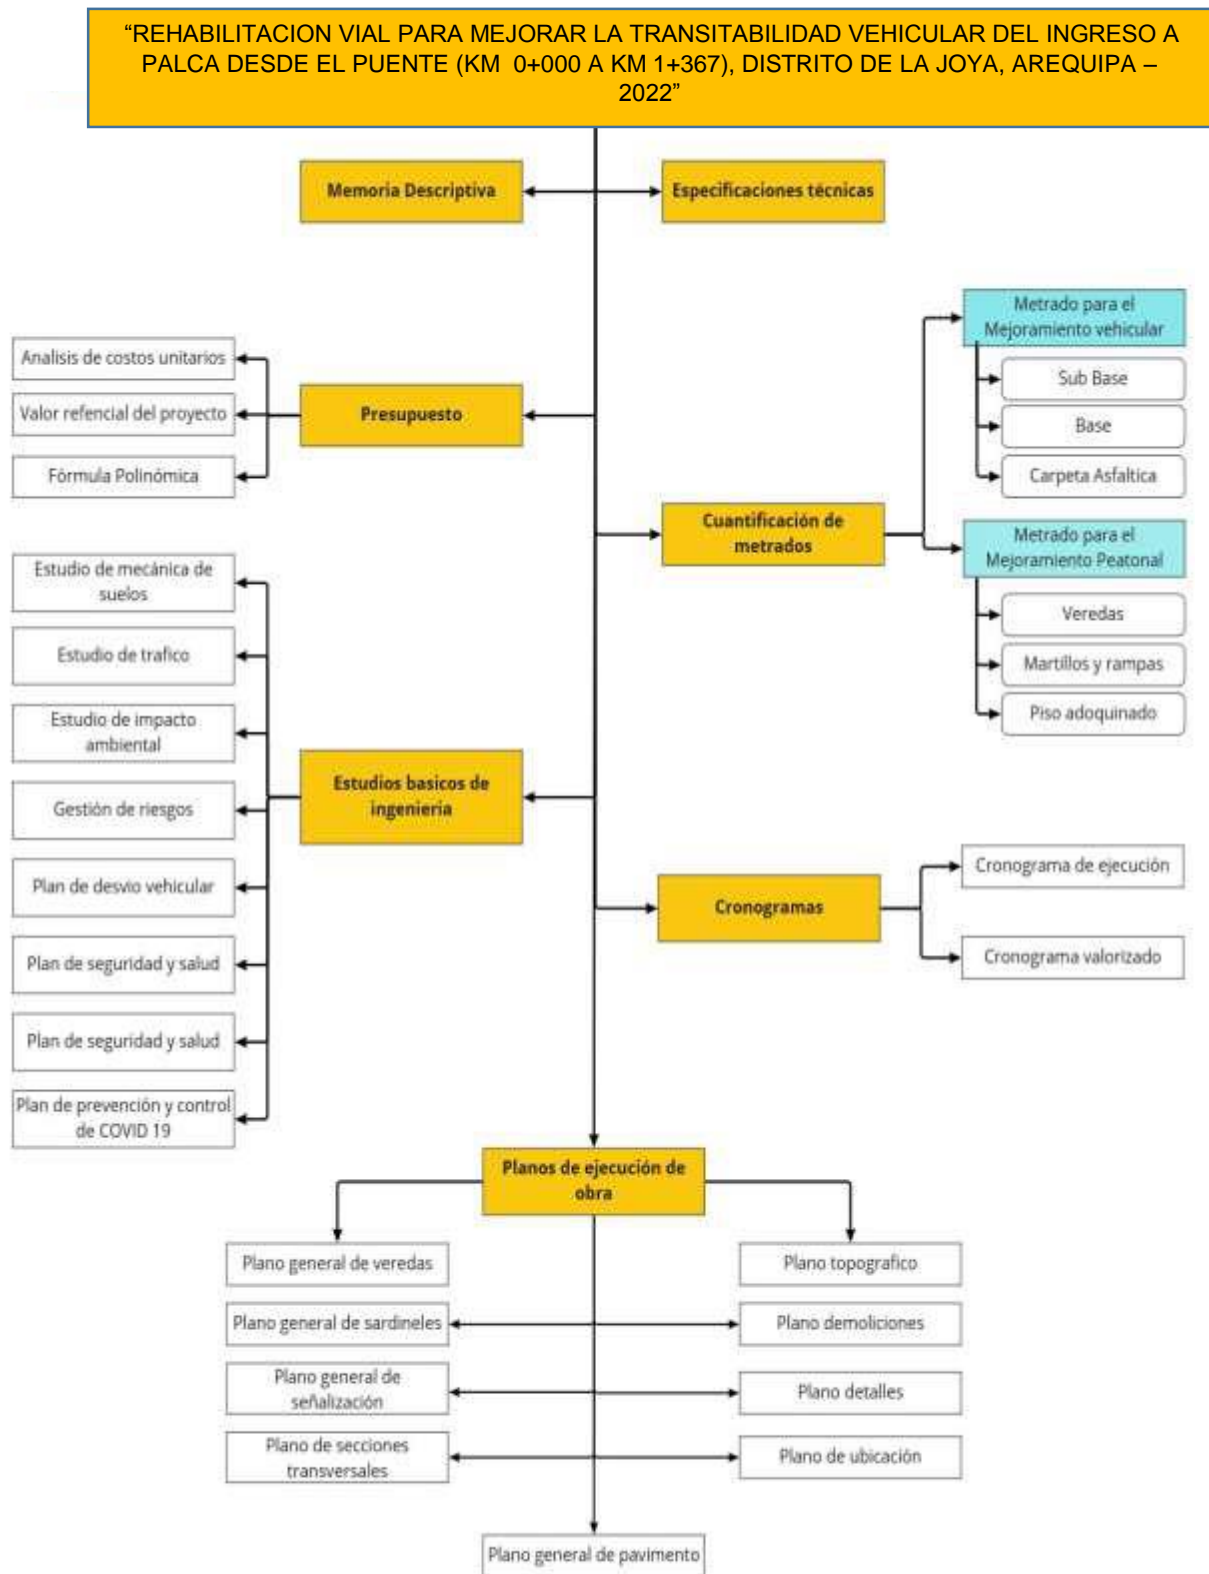 “REHABILITACION VIAL PARA MEJORAR LA TRANSITABILIDAD VEHICULAR DEL INGRESO A
PALCA DESDE EL PUENTE (KM 0+000 A KM 1+367), DISTRITO DE LA JOYA, AREQUIPA –
2022”
Memoria Descriptiva
Especificaciones técnicas
Analisis de costos unitarios
Valor refencial del proyecto
Fórmula Polinómica
Presupuesto
Metrado para el
Mejoramiento vehicular
Sub Base
Base
Carpeta Asfaltica
Cuantificación de
metrados
Metrado para el
Mejoramiento Peatonal
Veredas
Martillos y rampas
Piso adoquinado
Estudio de mecánica de
suelos
Estudio de trafico
Estudio de impacto
ambiental
Gestión de riesgos
Plan de desvio vehicular
Plan de seguridad y salud
Plan de seguridad y salud
Plan de prevención y control
de COVID 19
Estudios basicos de
ingenieria
Cronogramas
Cronograma de ejecución
Cronograma valorizado
Planos de ejecución de
obra
Plano general de veredas
Plano topografico
Plano general de sardineles
Plano demoliciones
Plano general de
señalización
Plano detalles
Plano de secciones
transversales
Plano de ubicación
Plano general de pavimento